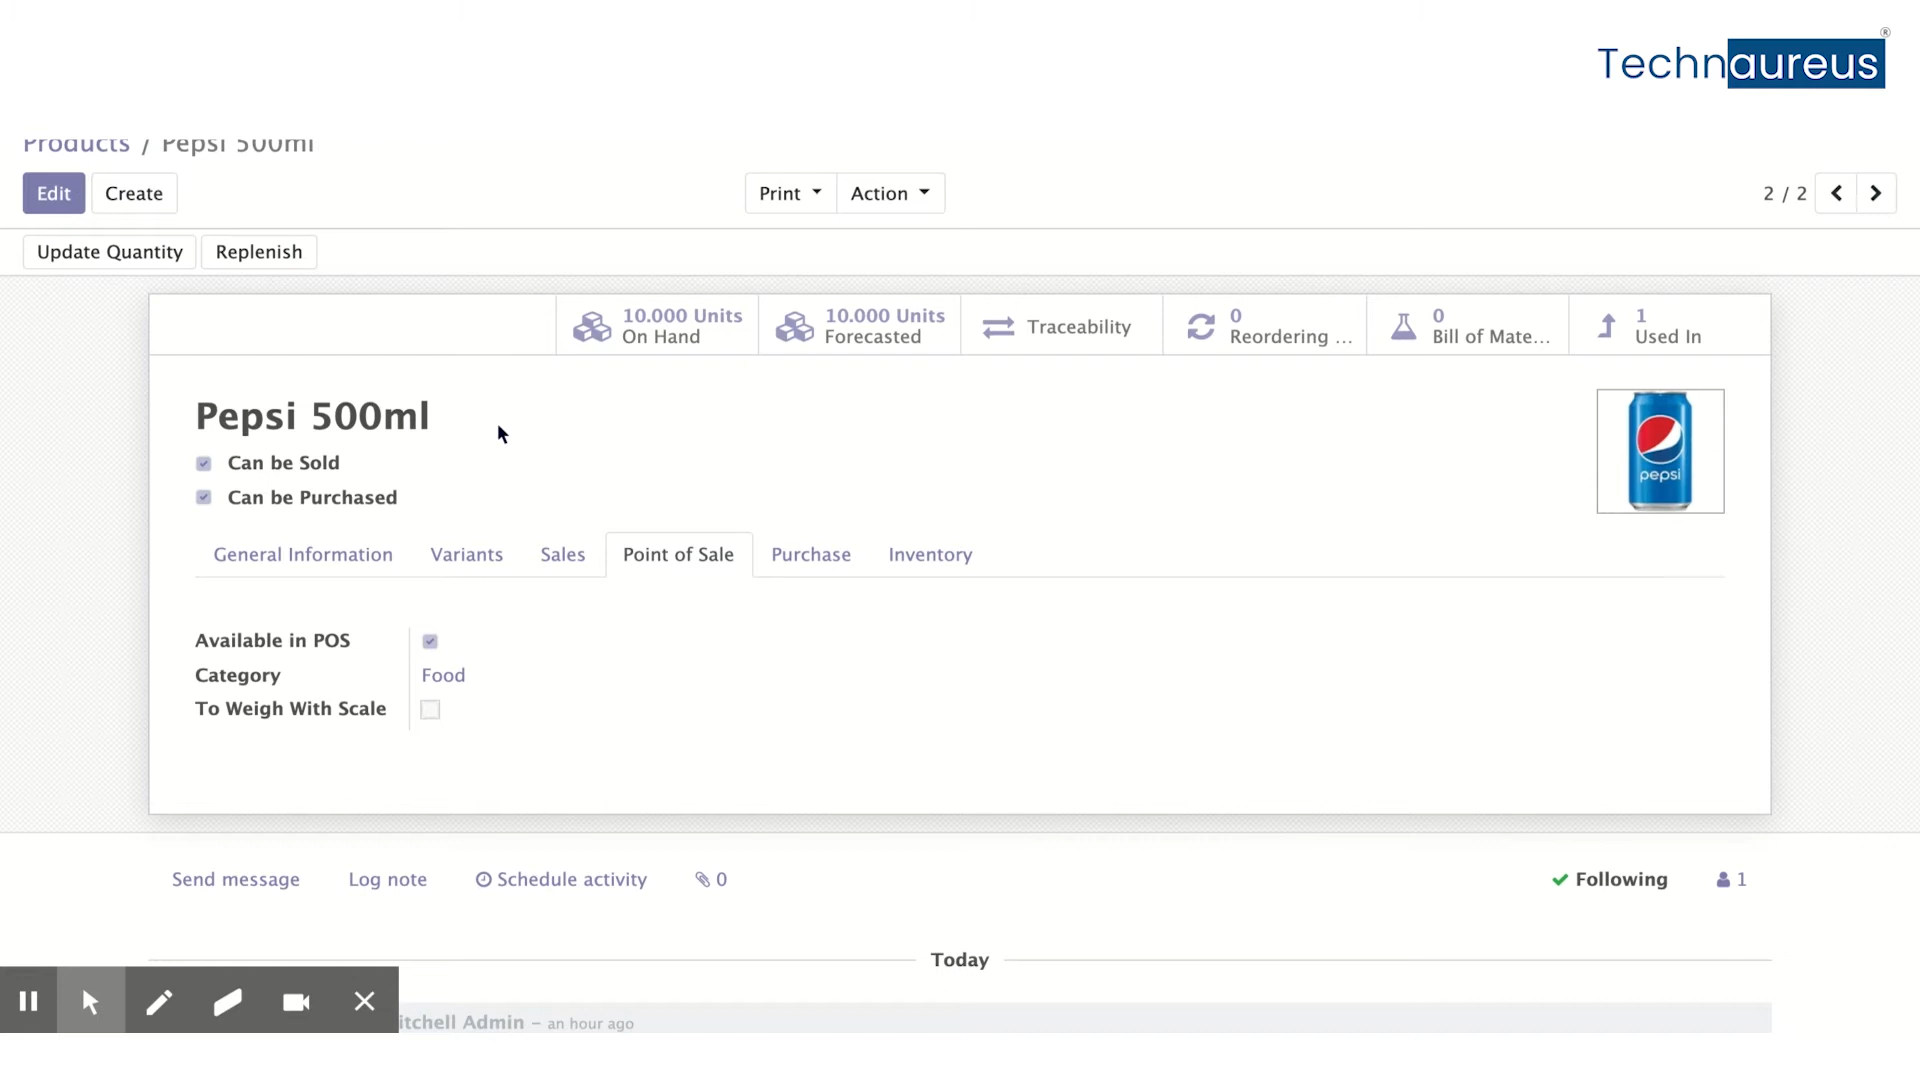 Technaureus®
Products / Pepsi 500ml
Edit Create Print Action 2 / 2
Update Quantity Replenish
10.000 Units
On Hand
10.000 Units
Forecasted
Traceability
0
Reordering ...
0
Bill of Mate...
1
Used In
Pepsi 500ml
pepsi
Can be Sold
Can be Purchased
General Information Variants Sales Point of Sale Purchase Inventory
Available in POS
Category Food
To Weigh With Scale
Send message Log note Schedule activity 0 Following 1
Today
itchell Admin – an hour ago